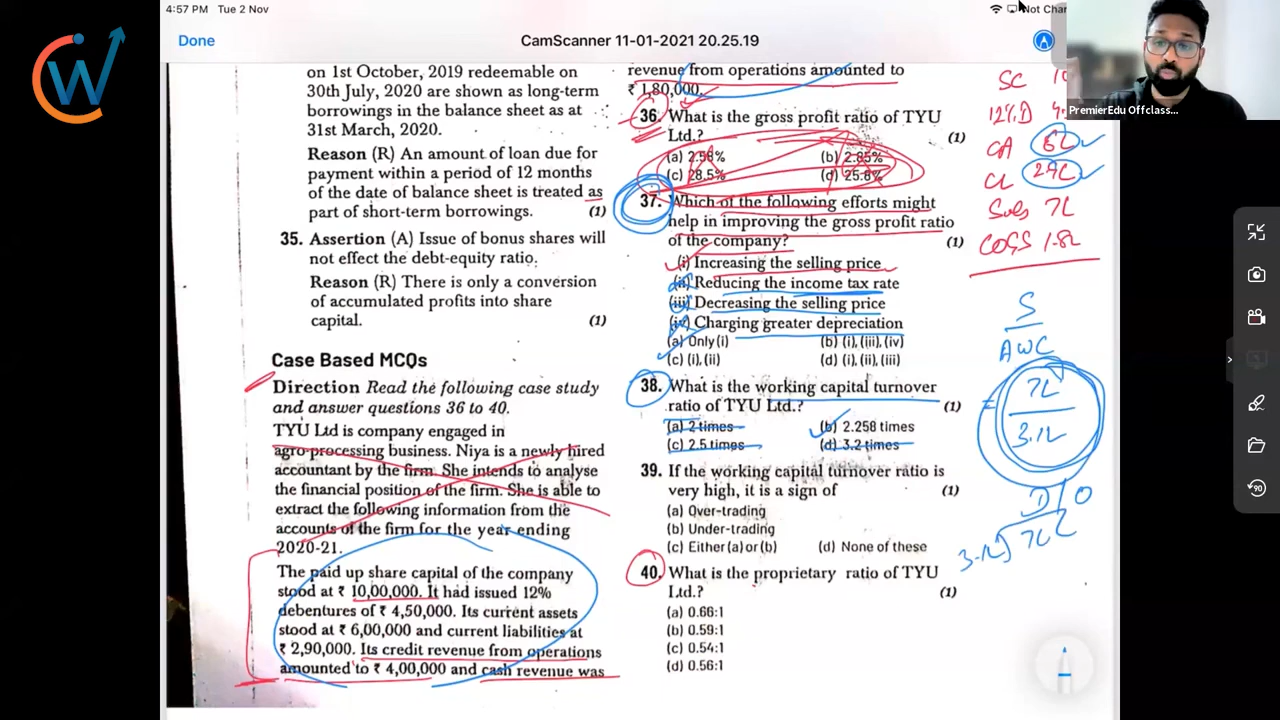 4:57 PM Tue 2 Nov
Not Char
Done
CamScanner 11-01-2021 20.25.19
PremierEdu Offclass...
CW
on 1st October, 2019 redeemable on
30th July, 2020 are shown as long-term
borrowings in the balance sheet as at
31st March, 2020.
Reason (R) An amount of loan due for
payment within a period of 12 months
of the date of balance sheet is treated as
part of short-term borrowings. (1)
35. Assertion (A) Issue of bonus shares will
not effect the debt-equity ratio.
Reason (R) There is only a conversion
of accumulated profits into share
capital. (1)
Case Based MCQs
Direction Read the following case study
and answer questions 36 to 40.
TYU Ltd is company engaged in
agro-processing business. Niya is a newly hired
accountant by the firm. She intends to analyse
the financial position of the firm. She is able to
extract the following information from the
accounts of the firm for the year ending
2020-21.
The paid up share capital of the company
stood at ₹ 10,00,000. It had issued 12%
debentures of ₹ 4,50,000. Its current assets
stood at ₹ 6,00,000 and current liabilities at
₹ 2,90,000. Its credit revenue from operations
amounted to ₹ 4,00,000 and cash revenue was
revenue from operations amounted to
₹ 1,80,000.
36. What is the gross profit ratio of TYU
Ltd.? (1)
(a) 2.58% (b) 2.85%
(c) 28.5% (d) 25.8%
37. Which of the following efforts might
help in improving the gross profit ratio
of the company? (1)
(i) Increasing the selling price
(ii) Reducing the income tax rate
(iii) Decreasing the selling price
(iv) Charging greater depreciation
(a) Only (i) (b) (i), (iii), (iv)
(c) (i), (ii) (d) (i), (ii), (iii)
38. What is the working capital turnover
ratio of TYU Ltd.? (1)
(a) 2 times (b) 2.258 times
(c) 2.5 times (d) 3.2 times
39. If the working capital turnover ratio is
very high, it is a sign of (1)
(a) Over-trading
(b) Under-trading
(c) Either (a) or (b) (d) None of these
40. What is the proprietary ratio of TYU
Ltd.? (1)
(a) 0.66:1
(b) 0.59:1
(c) 0.54:1
(d) 0.56:1
SC
12%.D
CA 6L
CL 2.9L
Sales 7L
COGS 1.8L
S
AWC
= 7L
3.1L
3.1L 7L
90